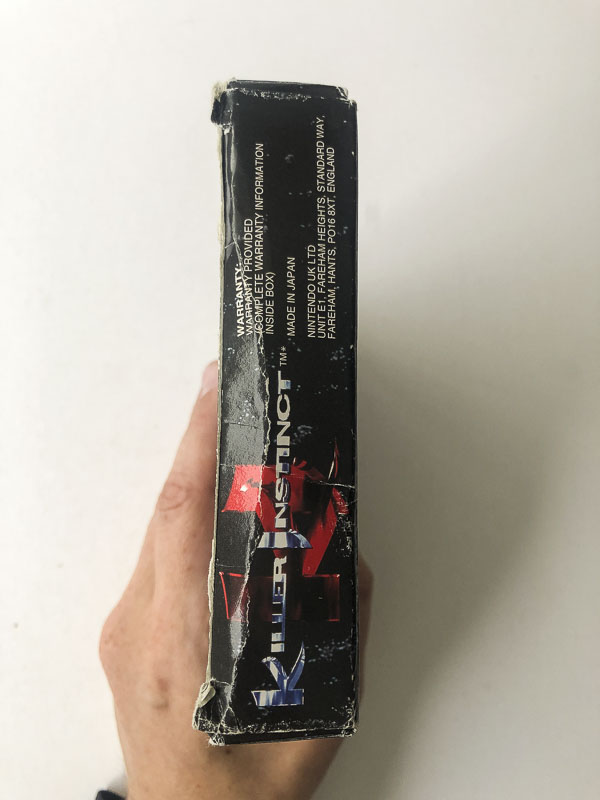 KILLER INSTINCT™*
WARRANTY:
WARRANTY PROVIDED
(COMPLETE WARRANTY INFORMATION
INSIDE BOX)
MADE IN JAPAN
NINTENDO UK LTD
UNIT E1, FAREHAM HEIGHTS, STANDARD WAY,
FAREHAM, HANTS, PO16 8XT, ENGLAND